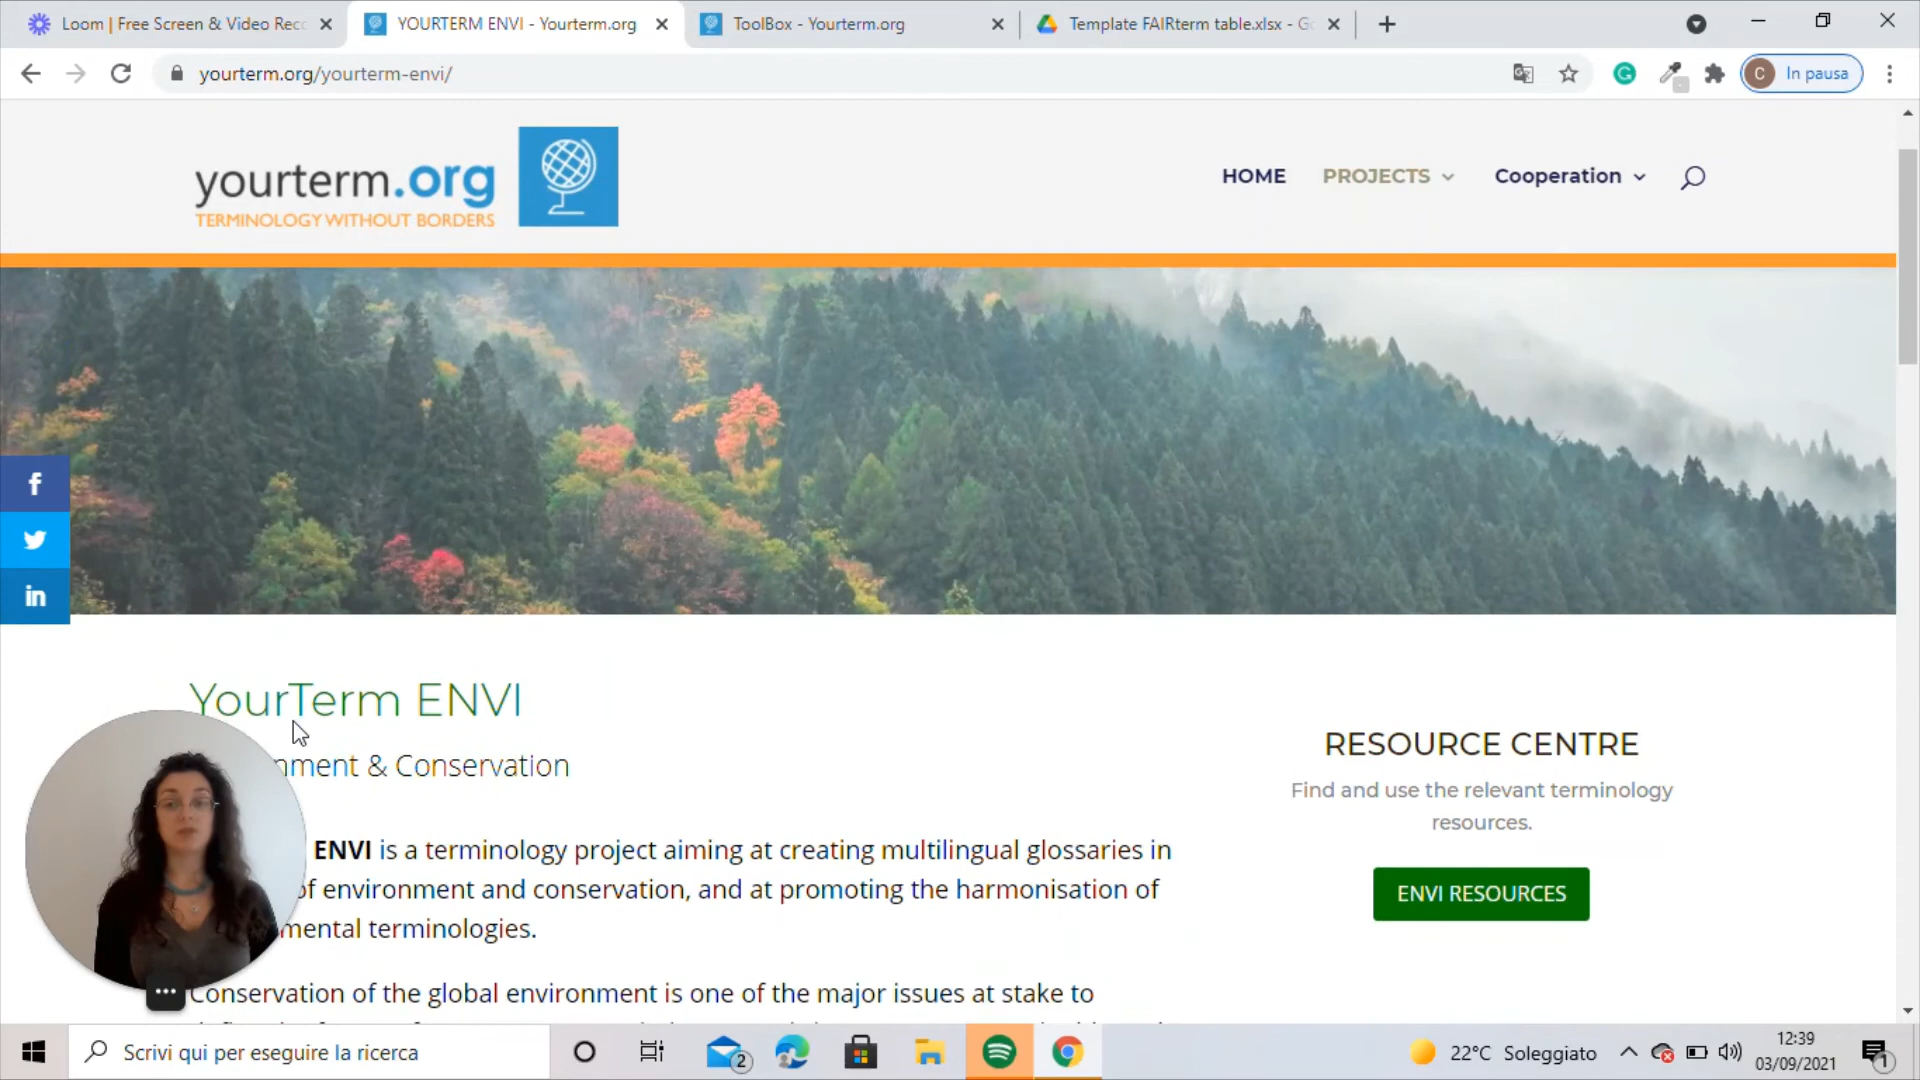 Loom | Free Screen & Video Rec
YOURTERM ENVI - Yourterm.org
ToolBox - Yourterm.org
Template FAIRterm table.xlsx - Go
yourterm.org/yourterm-envi/
C
In pausa
yourterm.org
TERMINOLOGY WITHOUT BORDERS
HOME
PROJECTS
Cooperation
f
in
YourTerm ENVI
nment & Conservation
ENVI is a terminology project aiming at creating multilingual glossaries in
of environment and conservation, and at promoting the harmonisation of
mental terminologies.
Conservation of the global environment is one of the major issues at stake to
RESOURCE CENTRE
Find and use the relevant terminology
resources.
ENVI RESOURCES
Scrivi qui per eseguire la ricerca
2
22°C Soleggiato
12:39
03/09/2021
1